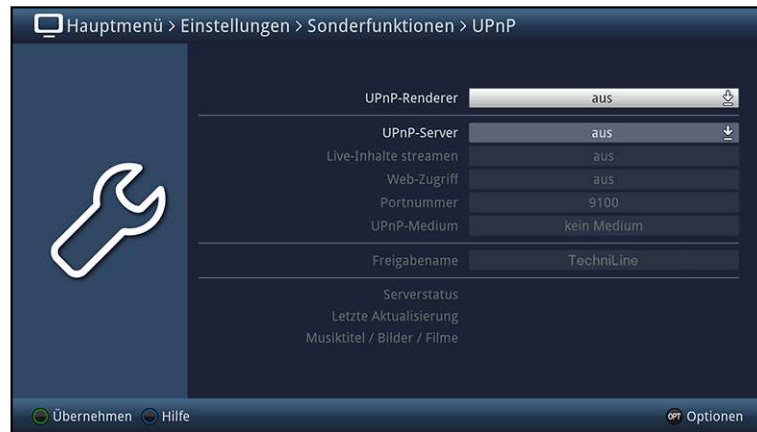 Hauptmenü > Einstellungen > Sonderfunktionen > UPnP
UPnP-Renderer aus
UPnP-Server aus
Live-Inhalte streamen aus
Web-Zugriff aus
Portnummer 9100
UPnP-Medium kein Medium
Freigabename TechniLine
Serverstatus
Letzte Aktualisierung
Musiktitel / Bilder / Filme
Übernehmen Hilfe OPT Optionen